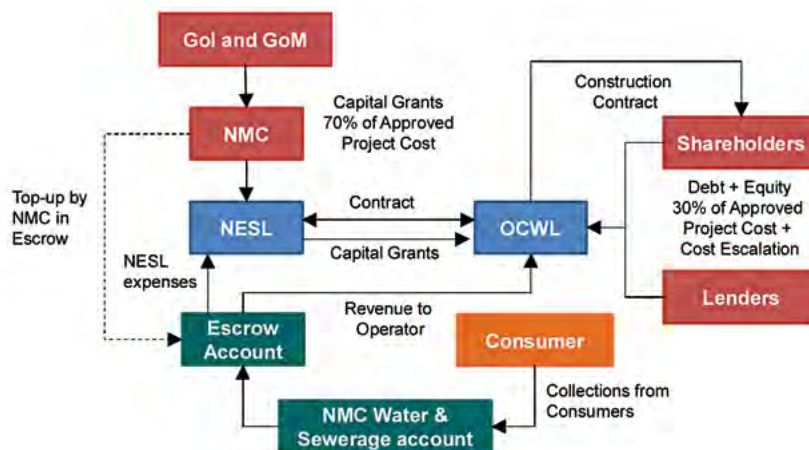 GoI and GoM
NMC
Capital Grants
70% of Approved
Project Cost
Construction
Contract
Shareholders
Top-up by
NMC in
Escrow
NESL
Contract
Capital Grants
OCWL
Debt + Equity
30% of Approved
Project Cost +
Cost Escalation
NESL
expenses
Lenders
Escrow
Account
Revenue to
Operator
Consumer
Collections from
Consumers
NMC Water &
Sewerage account